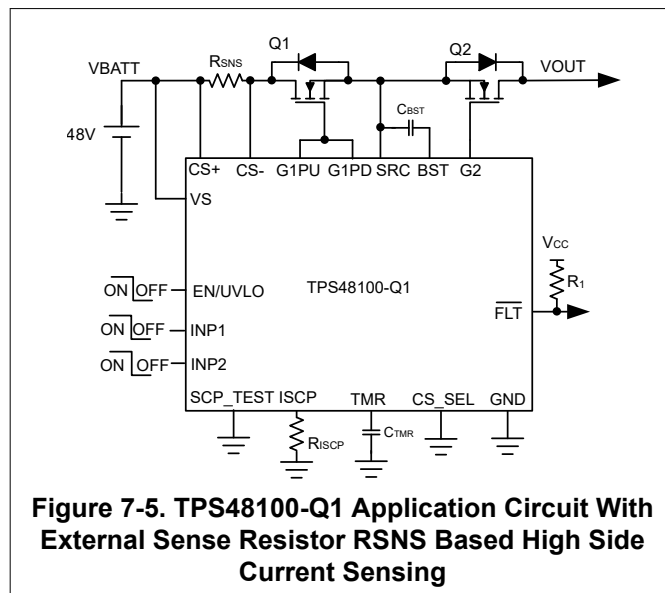 Q1
Q2
RSNS
VBATT
VOUT
CBST
48V
CS+
CS-
G1PU
G1PD
SRC
BST
G2
VS
VCC
R1
ON
OFF
EN/UVLO
TPS48100-Q1
FLT
ON
OFF
INP1
ON
OFF
INP2
SCP_TEST
ISCP
TMR
CS_SEL
GND
RISCP
CTMR
Figure 7-5. TPS48100-Q1 Application Circuit With
External Sense Resistor RSNS Based High Side
Current Sensing